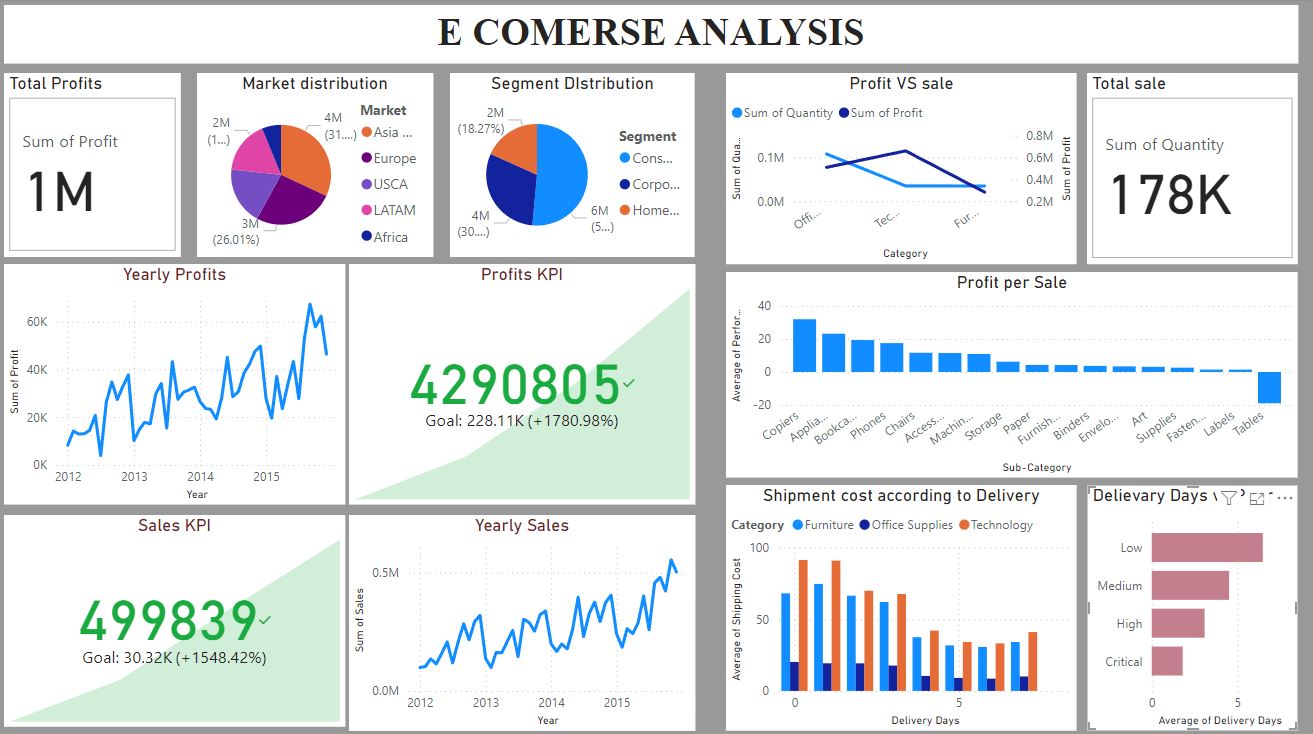 E COMERSE ANALYSIS
Total Profits
Sum of Profit
1M
Market distribution
Market
2M
(1...)
4M
(31....)
3M
(26.01%)
Asia ...
Europe
USCA
LATAM
Africa
Segment DIstribution
Segment
2M
(18.27%)
4M
(30....)
6M
(5...)
Cons...
Corpo...
Home...
Profit VS sale
Sum of Quantity Sum of Profit
Sum of Qua...
0.1M
0.0M
0.8M
0.6M
0.4M
0.2M
Sum of Profit
Offi... Tec... Fur...
Category
Total sale
Sum of Quantity
178K
Yearly Profits
Sum of Profit
60K
40K
20K
0K
2012 2013 2014 2015
Year
Profits KPI
4290805
Goal: 228.11K (+1780.98%)
Profit per Sale
Average of Perfor...
40
20
0
-20
Copiers Applia... Bookca... Phones Chairs Access... Machin... Storage Paper Furnish... Binders Envelo... Art Supplies Fasten... Labels Tables
Sub-Category
Sales KPI
499839
Goal: 30.32K (+1548.42%)
Yearly Sales
Sum of Sales
0.5M
0.0M
2012 2013 2014 2015
Year
Shipment cost according to Delivery
Category Furniture Office Supplies Technology
Average of Shipping Cost
100
50
0
0 5
Delivery Days
Delievary Days
Low
Medium
High
Critical
0 5
Average of Delivery Days